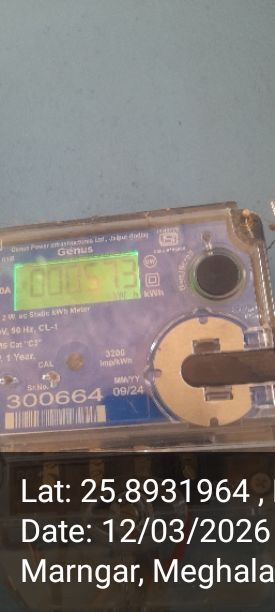 Genus Power Infrastructures Ltd., Jaipur (India)
Genus
kWh
2-W ac Static kWh Meter
V, 50 Hz, CL-1
Cat "C2"
1 Year.
CAL
3200
imp/kWh
Sr.No.
MM/YY
09/24
300664
Lat: 25.8931964 ,
Date: 12/03/2026
Marngar, Meghala